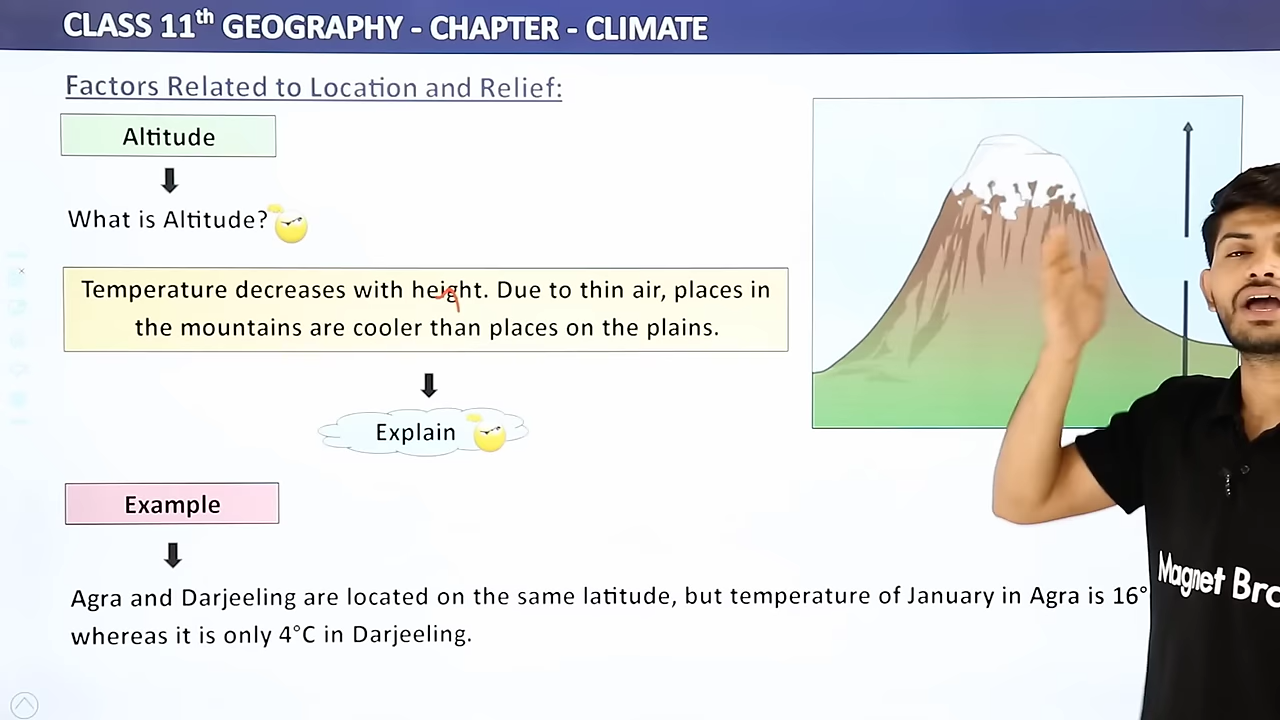 CLASS 11th GEOGRAPHY - CHAPTER - CLIMATE
Factors Related to Location and Relief:
Altitude
What is Altitude?
Temperature decreases with height. Due to thin air, places in
the mountains are cooler than places on the plains.
Explain
Example
Agra and Darjeeling are located on the same latitude, but temperature of January in Agra is 16°
whereas it is only 4°C in Darjeeling.
Magnet Bro